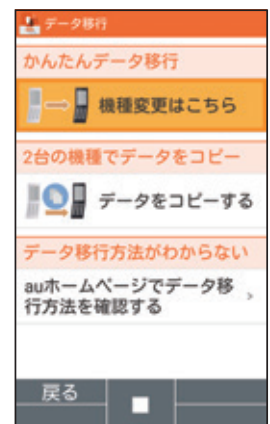 データ移行
かんたんデータ移行
機種変更はこちら
2台の機種でデータをコピー
データをコピーする
データ移行方法がわからない
auホームページでデータ移
行方法を確認する
戻る